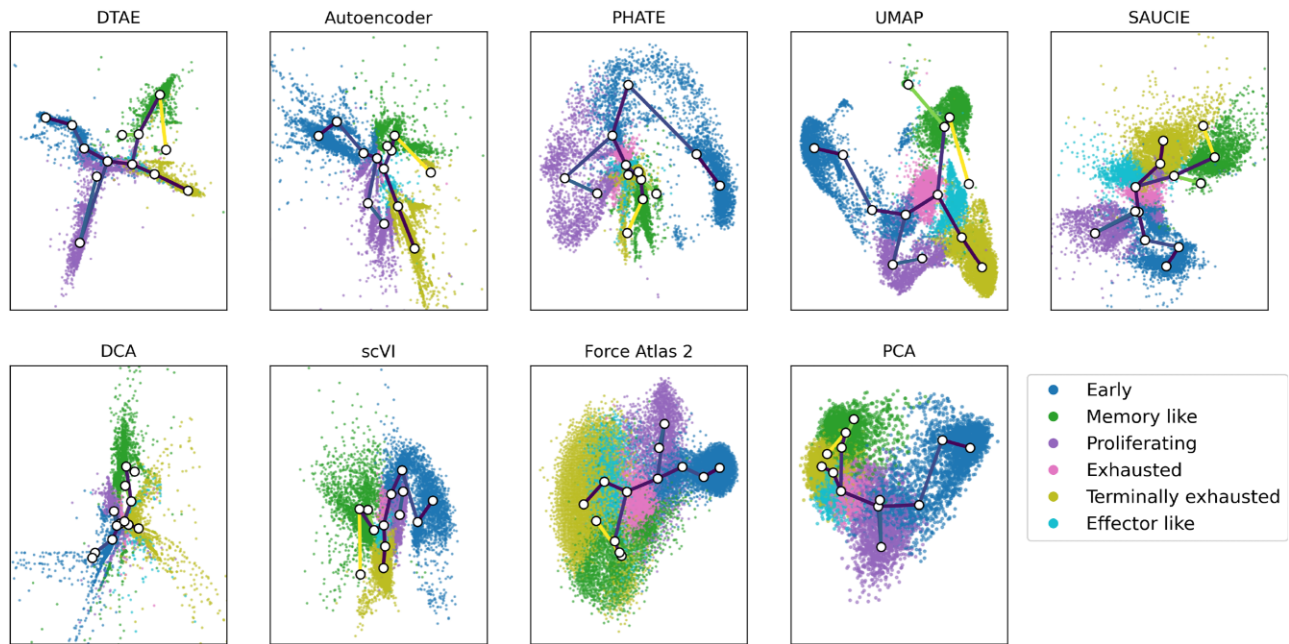 DTAE
Autoencoder
PHATE
UMAP
SAUCIE
DCA
scVI
Force Atlas 2
PCA
Early
Memory like
Proliferating
Exhausted
Terminally exhausted
Effector like